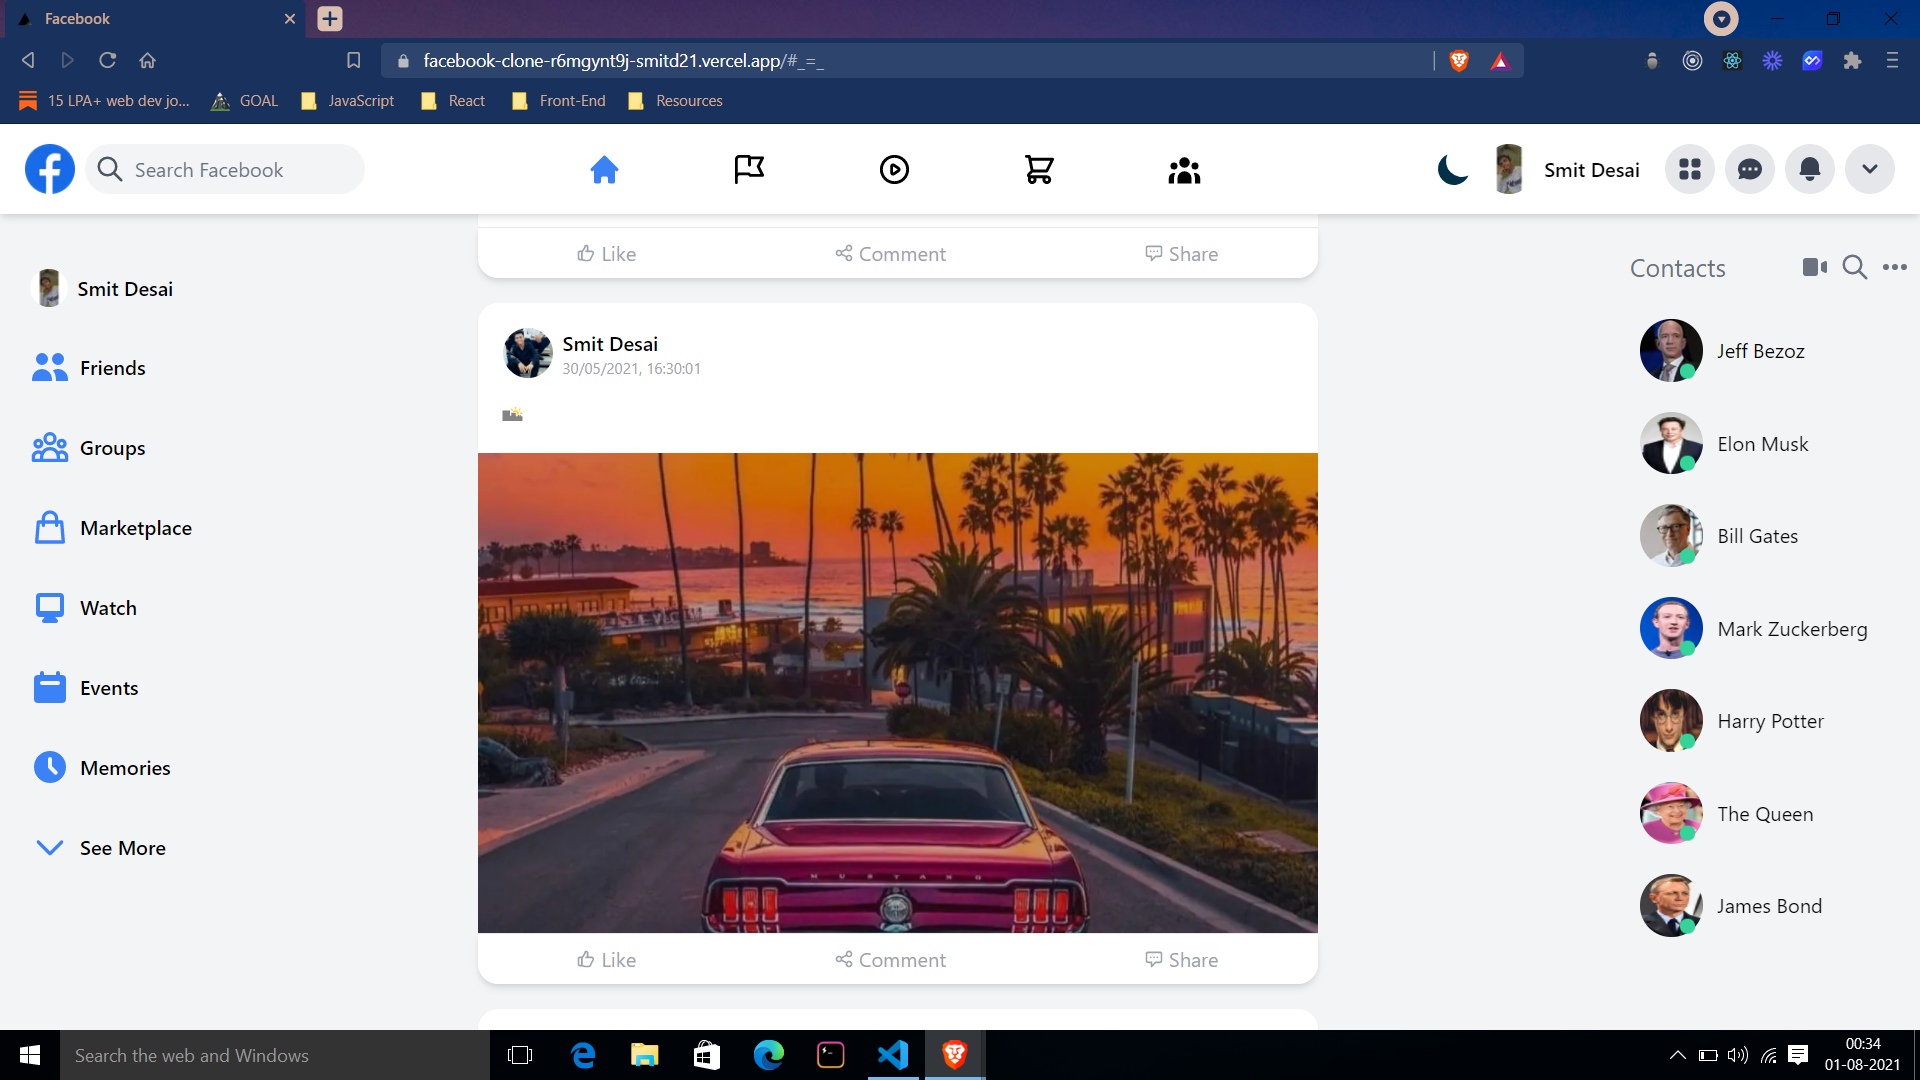 Facebook
facebook-clone-r6mgynt9j-smitd21.vercel.app/#_=_
15 LPA+ web dev jo...
GOAL
JavaScript
React
Front-End
Resources
Search Facebook
Smit Desai
Smit Desai
Friends
Groups
Marketplace
Watch
Events
Memories
See More
Like
Comment
Share
Smit Desai
30/05/2021, 16:30:01
MUSTANG
Like
Comment
Share
Contacts
Jeff Bezoz
Elon Musk
Bill Gates
Mark Zuckerberg
Harry Potter
The Queen
James Bond
Search the web and Windows
00:34
01-08-2021